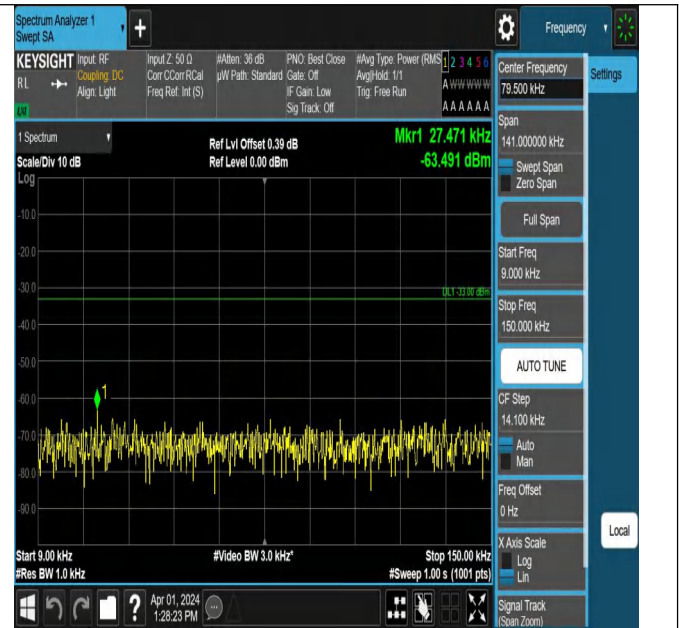 Spectrum Analyzer 1
Swept SA
Frequency
KEYSIGHT
RL
LXI
Input: RF
Coupling: DC
Align: Light
Input Z: 50 Ω
Corr CCorr RCal
Freq Ref: Int (S)
#Atten: 36 dB
µW Path: Standard
PNO: Best Close
Gate: Off
IF Gain: Low
Sig Track: Off
#Avg Type: Power (RMS
Avg|Hold: 1/1
Trig: Free Run
1 2 3 4 5 6
A W W W W W
A A A A A A
1 Spectrum
Scale/Div 10 dB
Log
Ref Lvl Offset 0.39 dB
Ref Level 0.00 dBm
Mkr1 27.471 kHz
-63.491 dBm
-10.0
-20.0
-30.0
-40.0
-50.0
-60.0
-70.0
-80.0
-90.0
DL1 -33.00 dBm
1
Start 9.00 kHz
#Res BW 1.0 kHz
#Video BW 3.0 kHz*
Stop 150.00 kHz
#Sweep 1.00 s (1001 pts)
Apr 01, 2024
1:28:23 PM
Center Frequency
79.500 kHz
Span
141.000000 kHz
Swept Span
Zero Span
Full Span
Start Freq
9.000 kHz
Stop Freq
150.000 kHz
AUTO TUNE
CF Step
14.100 kHz
Auto
Man
Freq Offset
0 Hz
X Axis Scale
Log
Lin
Signal Track
(Span Zoom)
Settings
Local